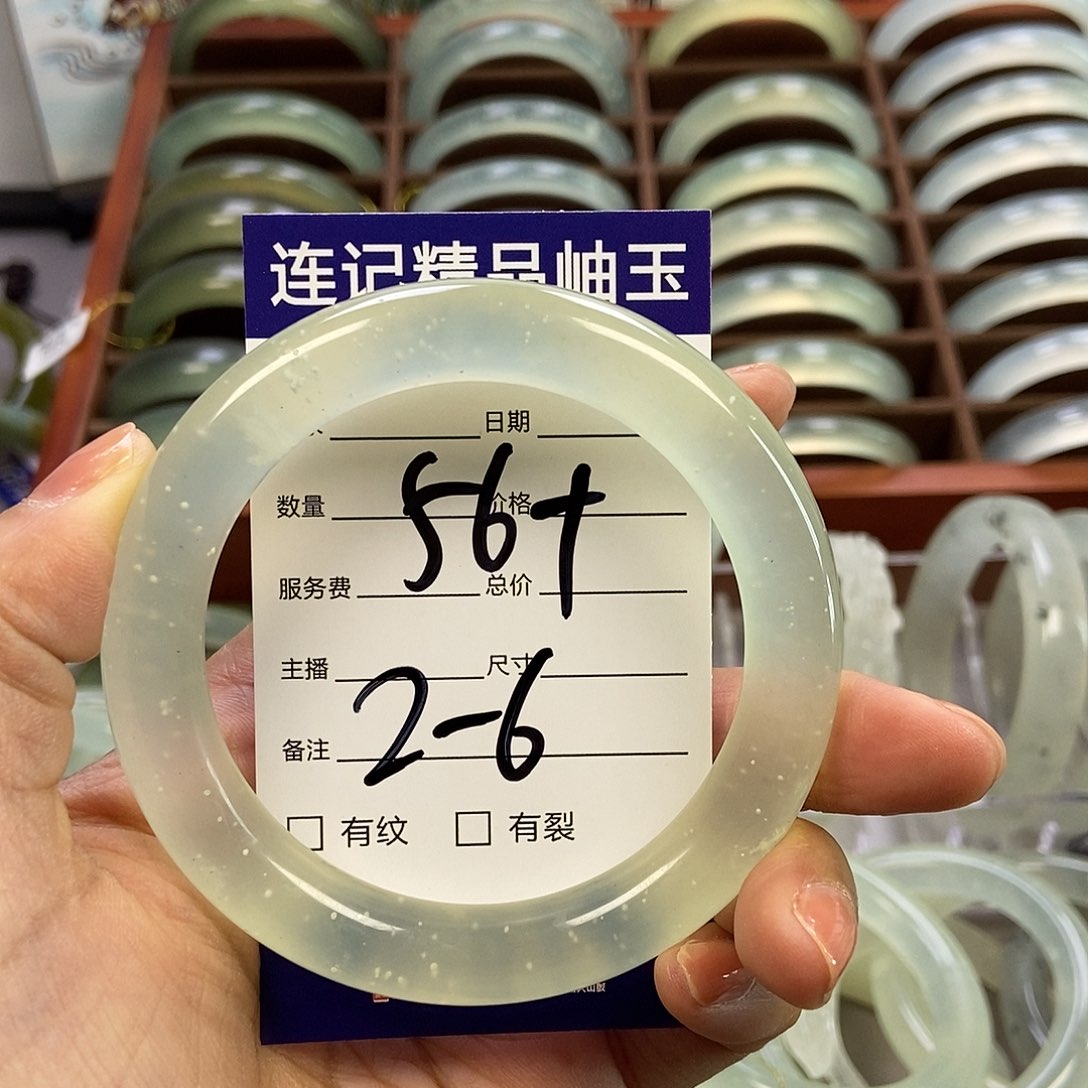 连记精品岫玉
日期
数量 价格
56+
服务费 总价
主播 尺寸
2-6
备注
□ 有纹 □ 有裂